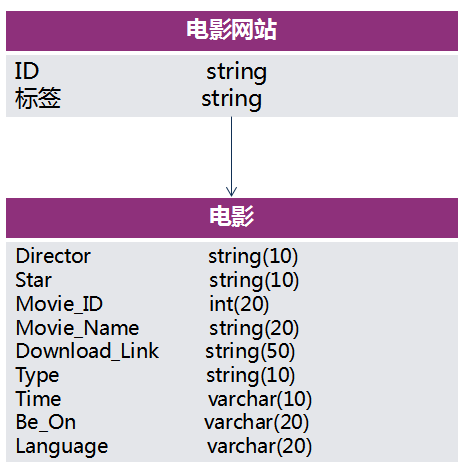 电影网站
ID string
标签 string
电影
Director string(10)
Star string(10)
Movie_ID int(20)
Movie_Name string(20)
Download_Link string(50)
Type string(10)
Time varchar(10)
Be_On varchar(20)
Language varchar(20)